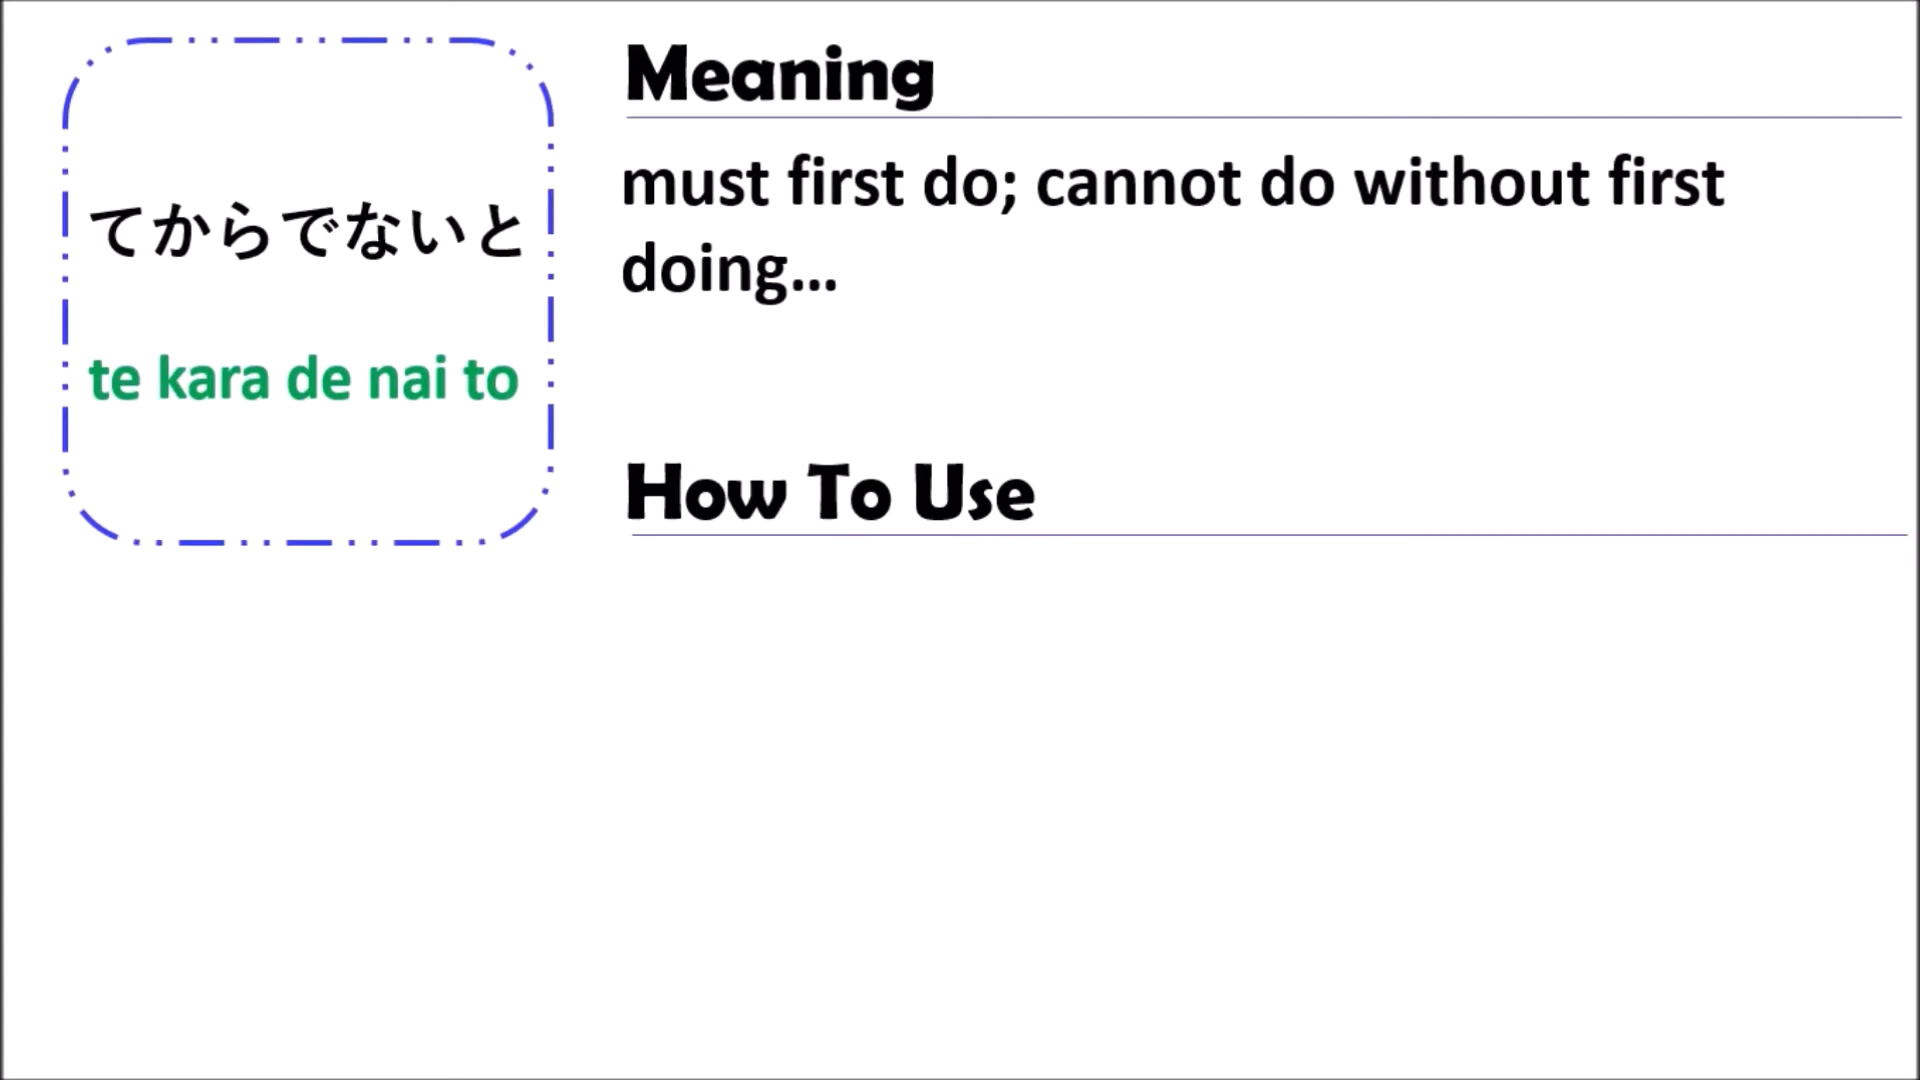 てからでないと
te kara de nai to
Meaning
must first do; cannot do without first
doing...
How To Use